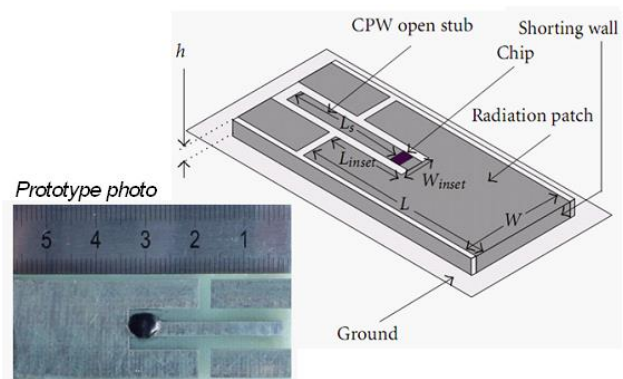 CPW open stub
Shorting wall
Chip
h
Radiation patch
Ls
Linset
Winset
L
W
Prototype photo
5 4 3 2 1
Ground